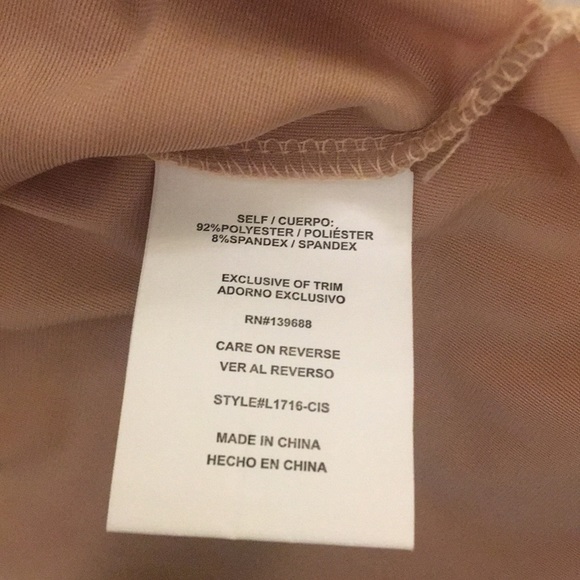 SELF / CUERPO:
92%POLYESTER / POLIÉSTER
8%SPANDEX / SPANDEX
EXCLUSIVE OF TRIM
ADORNO EXCLUSIVO
RN#139688
CARE ON REVERSE
VER AL REVERSO
STYLE#L1716-CIS
MADE IN CHINA
HECHO EN CHINA